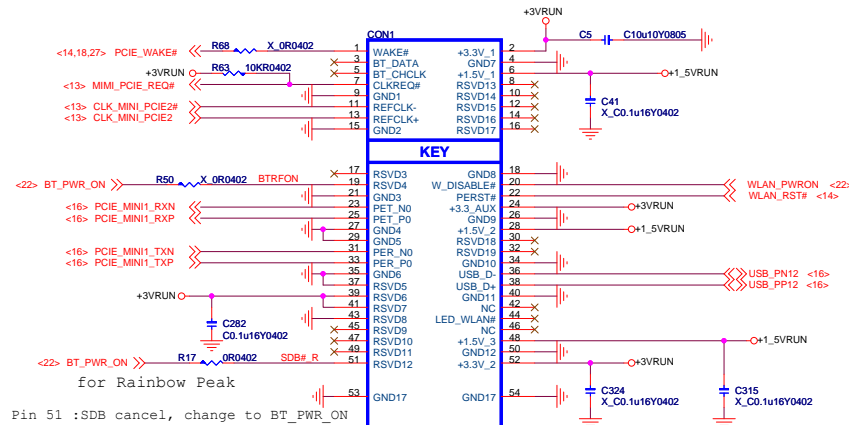 +3VRUN
CON1
C5 C10u10Y0805
<14,18,27> PCIE_WAKE# R68 X_0R0402 1 WAKE# +3.3V_1 2
3 BT_DATA GND7 4
+3VRUN R63 10KR0402 5 BT_CHCLK +1.5V_1 6 +1_5VRUN
<13> MIMI_PCIE_REQ# 7 CLKREQ# RSVD13 8
9 GND1 RSVD14 10
<13> CLK_MINI_PCIE2# 11 REFCLK- RSVD15 12
<13> CLK_MINI_PCIE2 13 REFCLK+ RSVD16 14
15 GND2 RSVD17 16
C41
X_C0.1u16Y0402
KEY
17 RSVD3 GND8 18
<22> BT_PWR_ON R50 X_0R0402 BTRFON 19 RSVD4 W_DISABLE# 20 WLAN_PWRON <22>
21 GND3 PERST# 22 WLAN_RST# <14>
<16> PCIE_MINI1_RXN 23 PET_N0 +3.3_AUX 24 +3VRUN
<16> PCIE_MINI1_RXP 25 PET_P0 GND9 26
27 GND4 +1.5V_2 28 +1_5VRUN
29 GND5 RSVD18 30
<16> PCIE_MINI1_TXN 31 PER_N0 RSVD19 32
<16> PCIE_MINI1_TXP 33 PER_P0 GND10 34
35 GND6 USB_D- 36 USB_PN12 <16>
37 RSVD5 USB_D+ 38 USB_PP12 <16>
+3VRUN 39 RSVD6 GND11 40
41 RSVD7 NC 42
43 RSVD8 LED_WLAN# 44
45 RSVD9 NC 46
C282
C0.1u16Y0402
47 RSVD10 +1.5V_3 48 +1_5VRUN
49 RSVD11 GND12 50
<22> BT_PWR_ON R17 0R0402 SDB#_R 51 RSVD12 +3.3V_2 52 +3VRUN
for Rainbow Peak
53 GND17 GND17 54
C324
X_C0.1u16Y0402
C315
X_C0.1u16Y0402
Pin 51 :SDB cancel, change to BT_PWR_ON